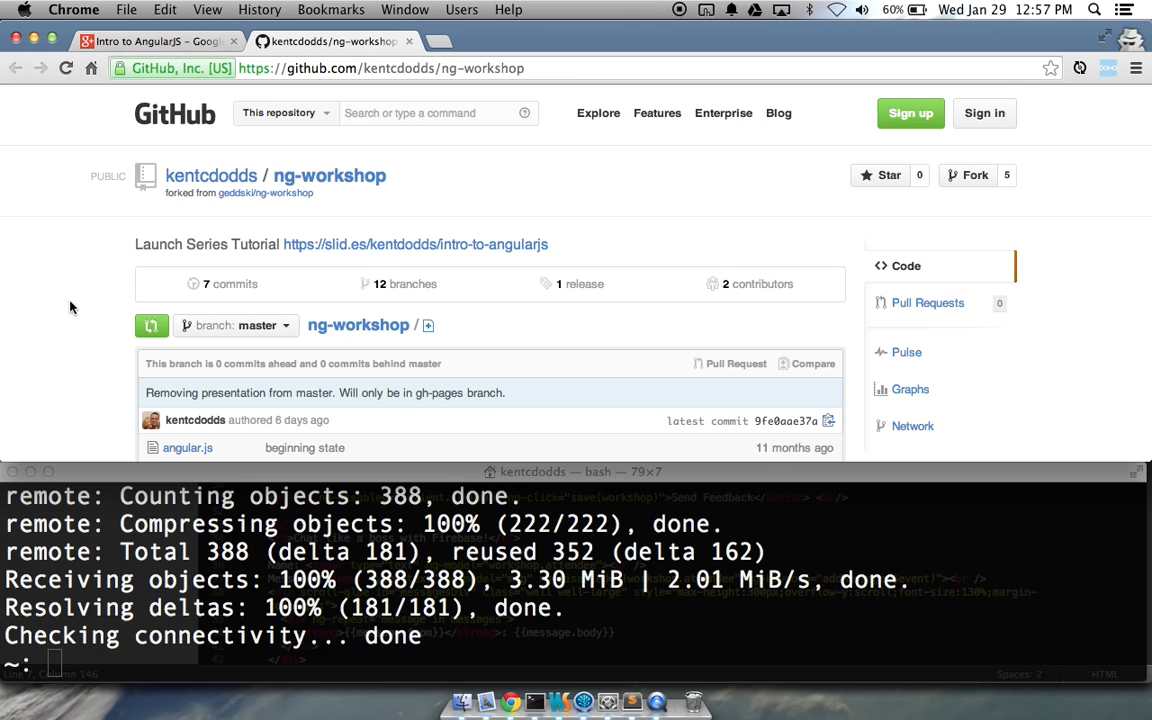 Chrome File Edit View History Bookmarks Window Users Help 60% Wed Jan 29 12:57 PM
Intro to AngularJS – Googl kentcdodds/ng-workshop
GitHub, Inc. [US] https://github.com/kentcdodds/ng-workshop
GitHub This repository Search or type a command Explore Features Enterprise Blog Sign up Sign in
PUBLIC kentcdodds / ng-workshop Star 0 Fork 5
forked from geddski/ng-workshop
Launch Series Tutorial https://slid.es/kentdodds/intro-to-angularjs
<> Code
7 commits 12 branches 1 release 2 contributors
Pull Requests 0
branch: master ng-workshop /
Pulse
This branch is 0 commits ahead and 0 commits behind master Pull Request Compare
Graphs
Removing presentation from master. Will only be in gh-pages branch.
kentcdodds authored 6 days ago latest commit 9fe0aae37a
Network
angular.js beginning state 11 months ago
kentcdodds — bash — 79×7
remote: Counting objects: 388, done.
remote: Compressing objects: 100% (222/222), done.
remote: Total 388 (delta 181), reused 352 (delta 162)
Receiving objects: 100% (388/388), 3.30 MiB | 2.01 MiB/s, done.
Resolving deltas: 100% (181/181), done.
Checking connectivity... done
~:
Spaces: 2 HTML